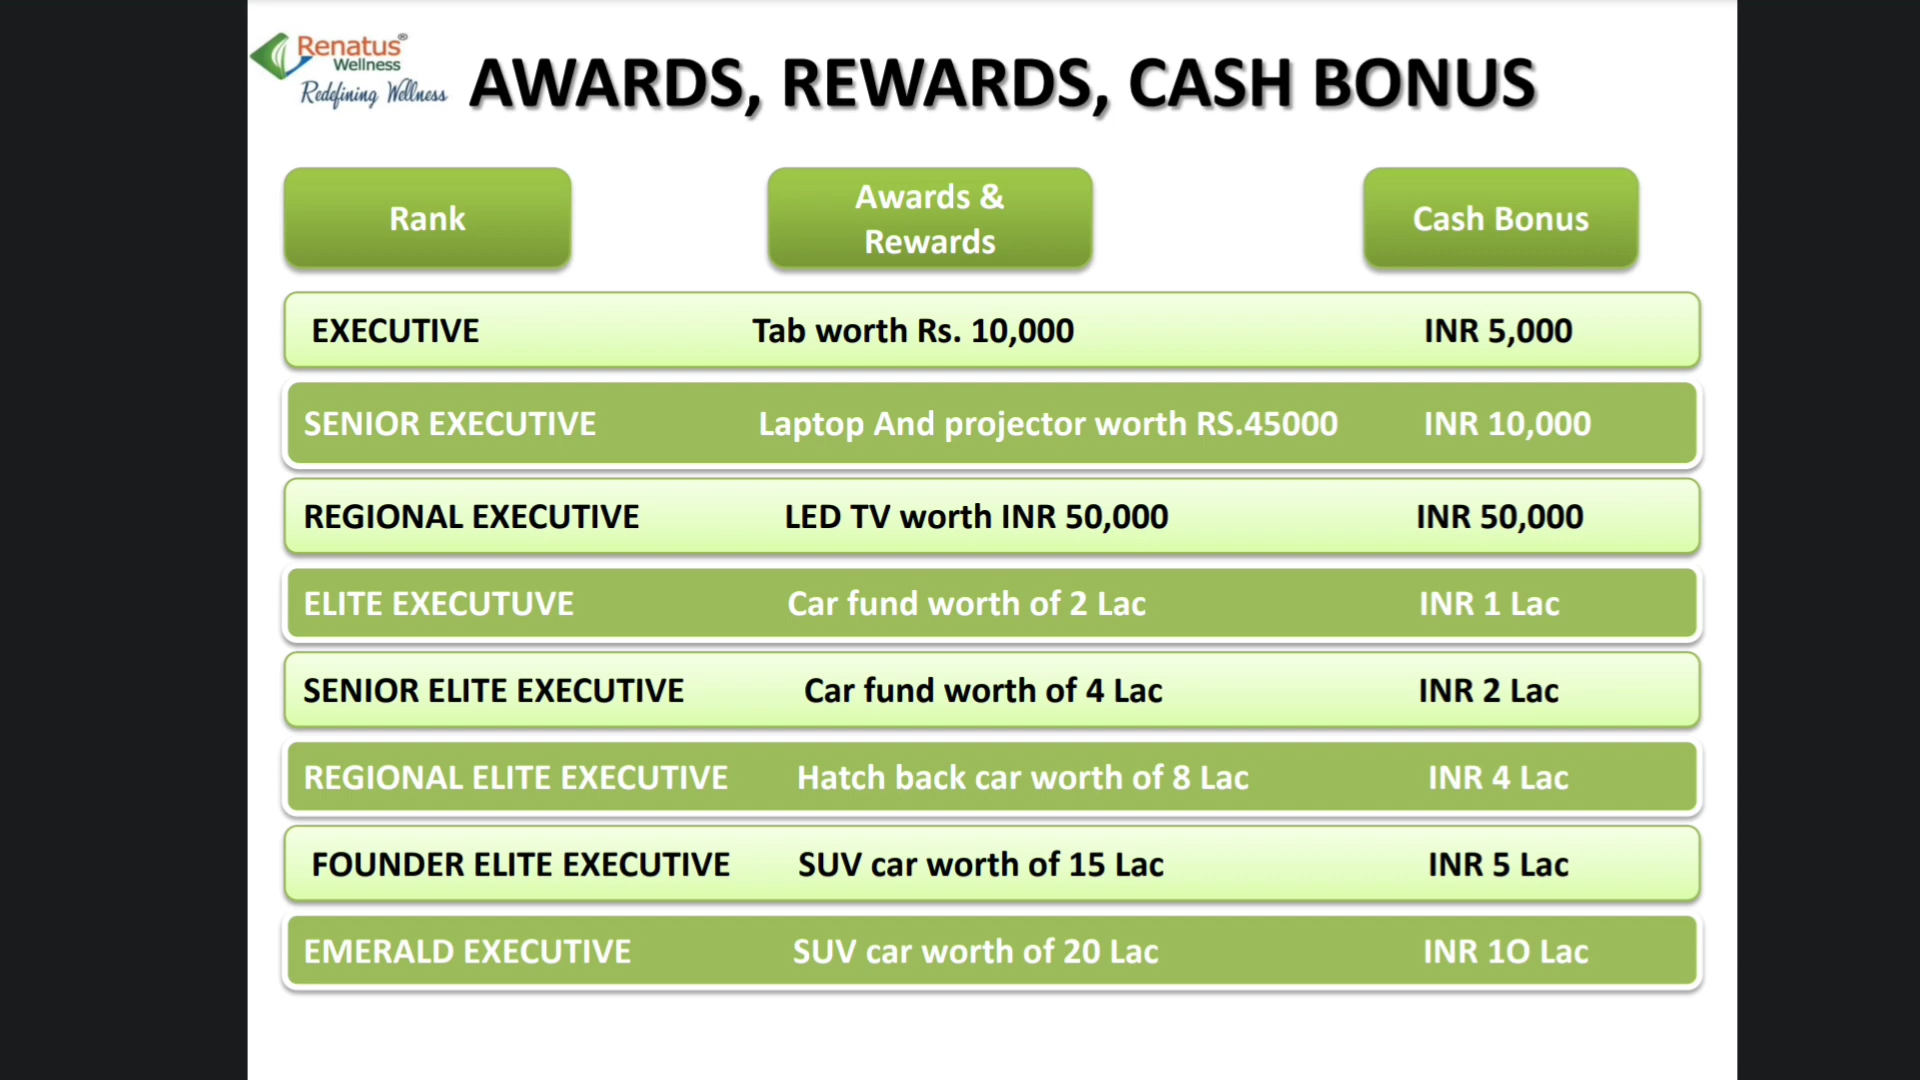 Renatus®
Wellness
Redefining Wellness
AWARDS, REWARDS, CASH BONUS
Rank
Awards &
Rewards
Cash Bonus
EXECUTIVE Tab worth Rs. 10,000 INR 5,000
SENIOR EXECUTIVE Laptop And projector worth RS.45000 INR 10,000
REGIONAL EXECUTIVE LED TV worth INR 50,000 INR 50,000
ELITE EXECUTUVE Car fund worth of 2 Lac INR 1 Lac
SENIOR ELITE EXECUTIVE Car fund worth of 4 Lac INR 2 Lac
REGIONAL ELITE EXECUTIVE Hatch back car worth of 8 Lac INR 4 Lac
FOUNDER ELITE EXECUTIVE SUV car worth of 15 Lac INR 5 Lac
EMERALD EXECUTIVE SUV car worth of 20 Lac INR 1O Lac